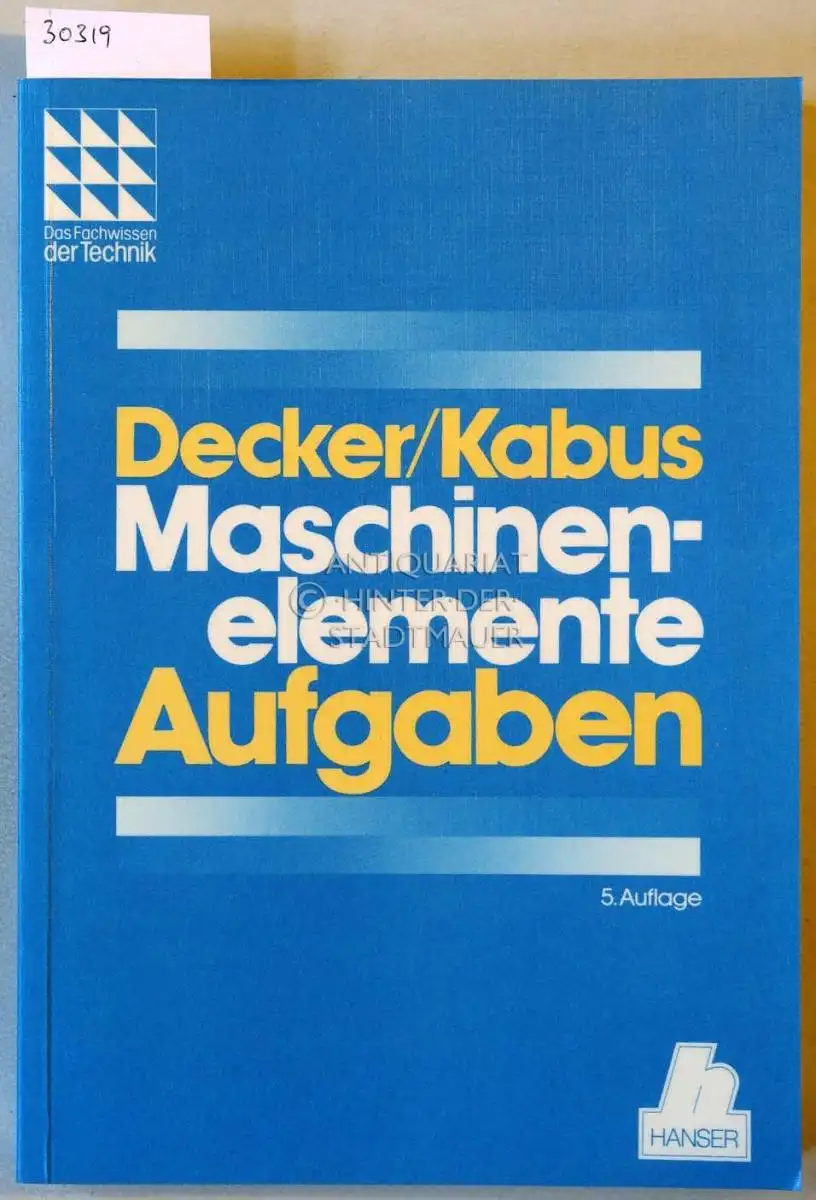 30319
Das Fachwissen
der Technik
Decker/Kabus
Maschinen-
elemente
Aufgaben
ANTIQUARIAT
© · HINTER · DER ·
STADTMAUER
5. Auflage
h
HANSER